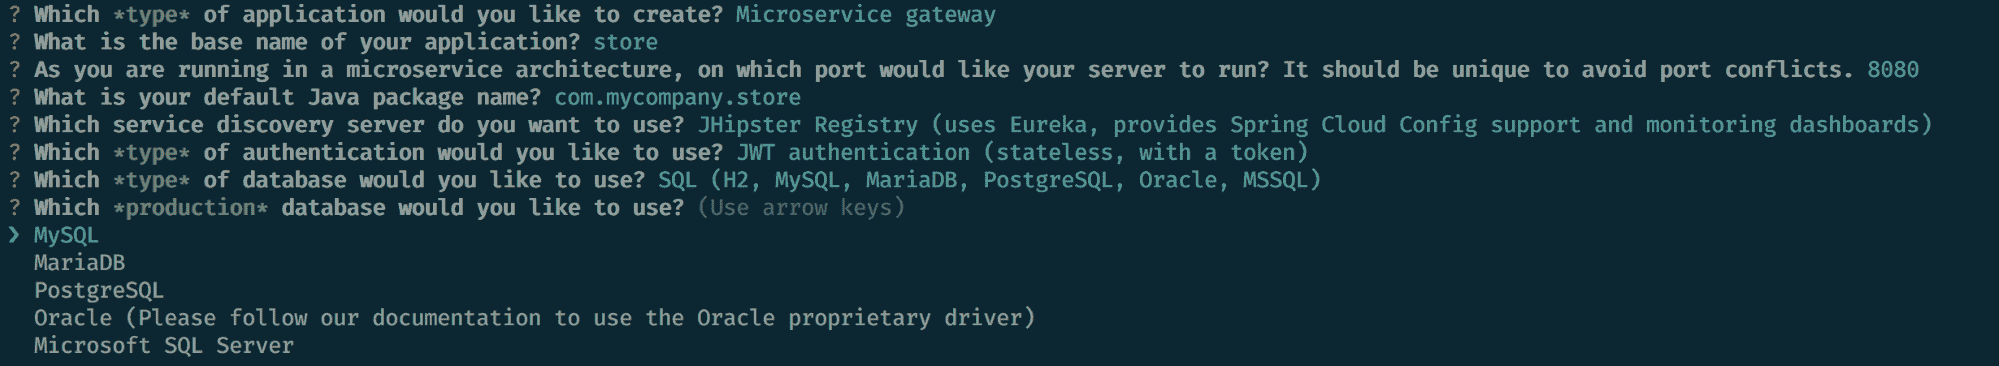 ? Which *type* of application would you like to create? Microservice gateway
? What is the base name of your application? store
? As you are running in a microservice architecture, on which port would like your server to run? It should be unique to avoid port conflicts. 8080
? What is your default Java package name? com.mycompany.store
? Which service discovery server do you want to use? JHipster Registry (uses Eureka, provides Spring Cloud Config support and monitoring dashboards)
? Which *type* of authentication would you like to use? JWT authentication (stateless, with a token)
? Which *type* of database would you like to use? SQL (H2, MySQL, MariaDB, PostgreSQL, Oracle, MSSQL)
? Which *production* database would you like to use? (Use arrow keys)
❯ MySQL
MariaDB
PostgreSQL
Oracle (Please follow our documentation to use the Oracle proprietary driver)
Microsoft SQL Server